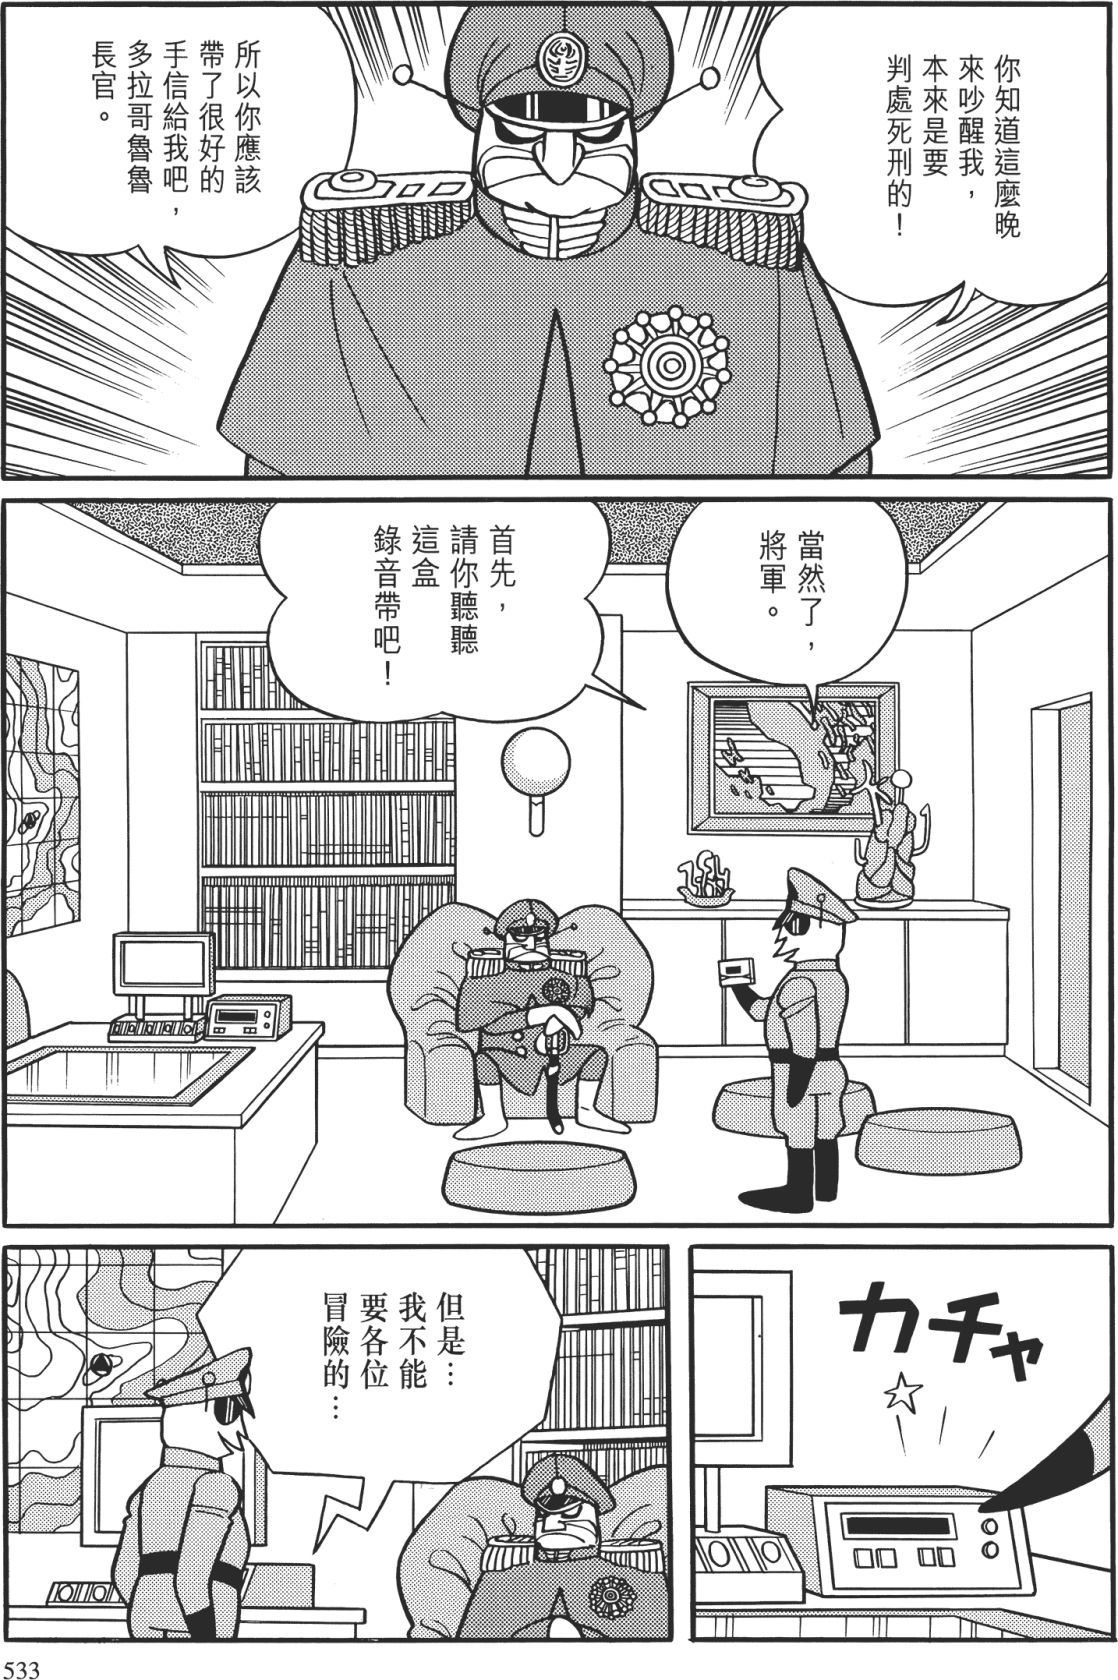 你知道這麼晚
來吵醒我，
本來是要
判處死刑的！
所以你應該
帶了很好的
手信給我吧，
多拉哥魯魯
長官。
當然了，
將軍。
首先，
請你聽聽
這盒
錄音帶吧！
カチャ
但是…
我不能
要各位
冒險的…
533